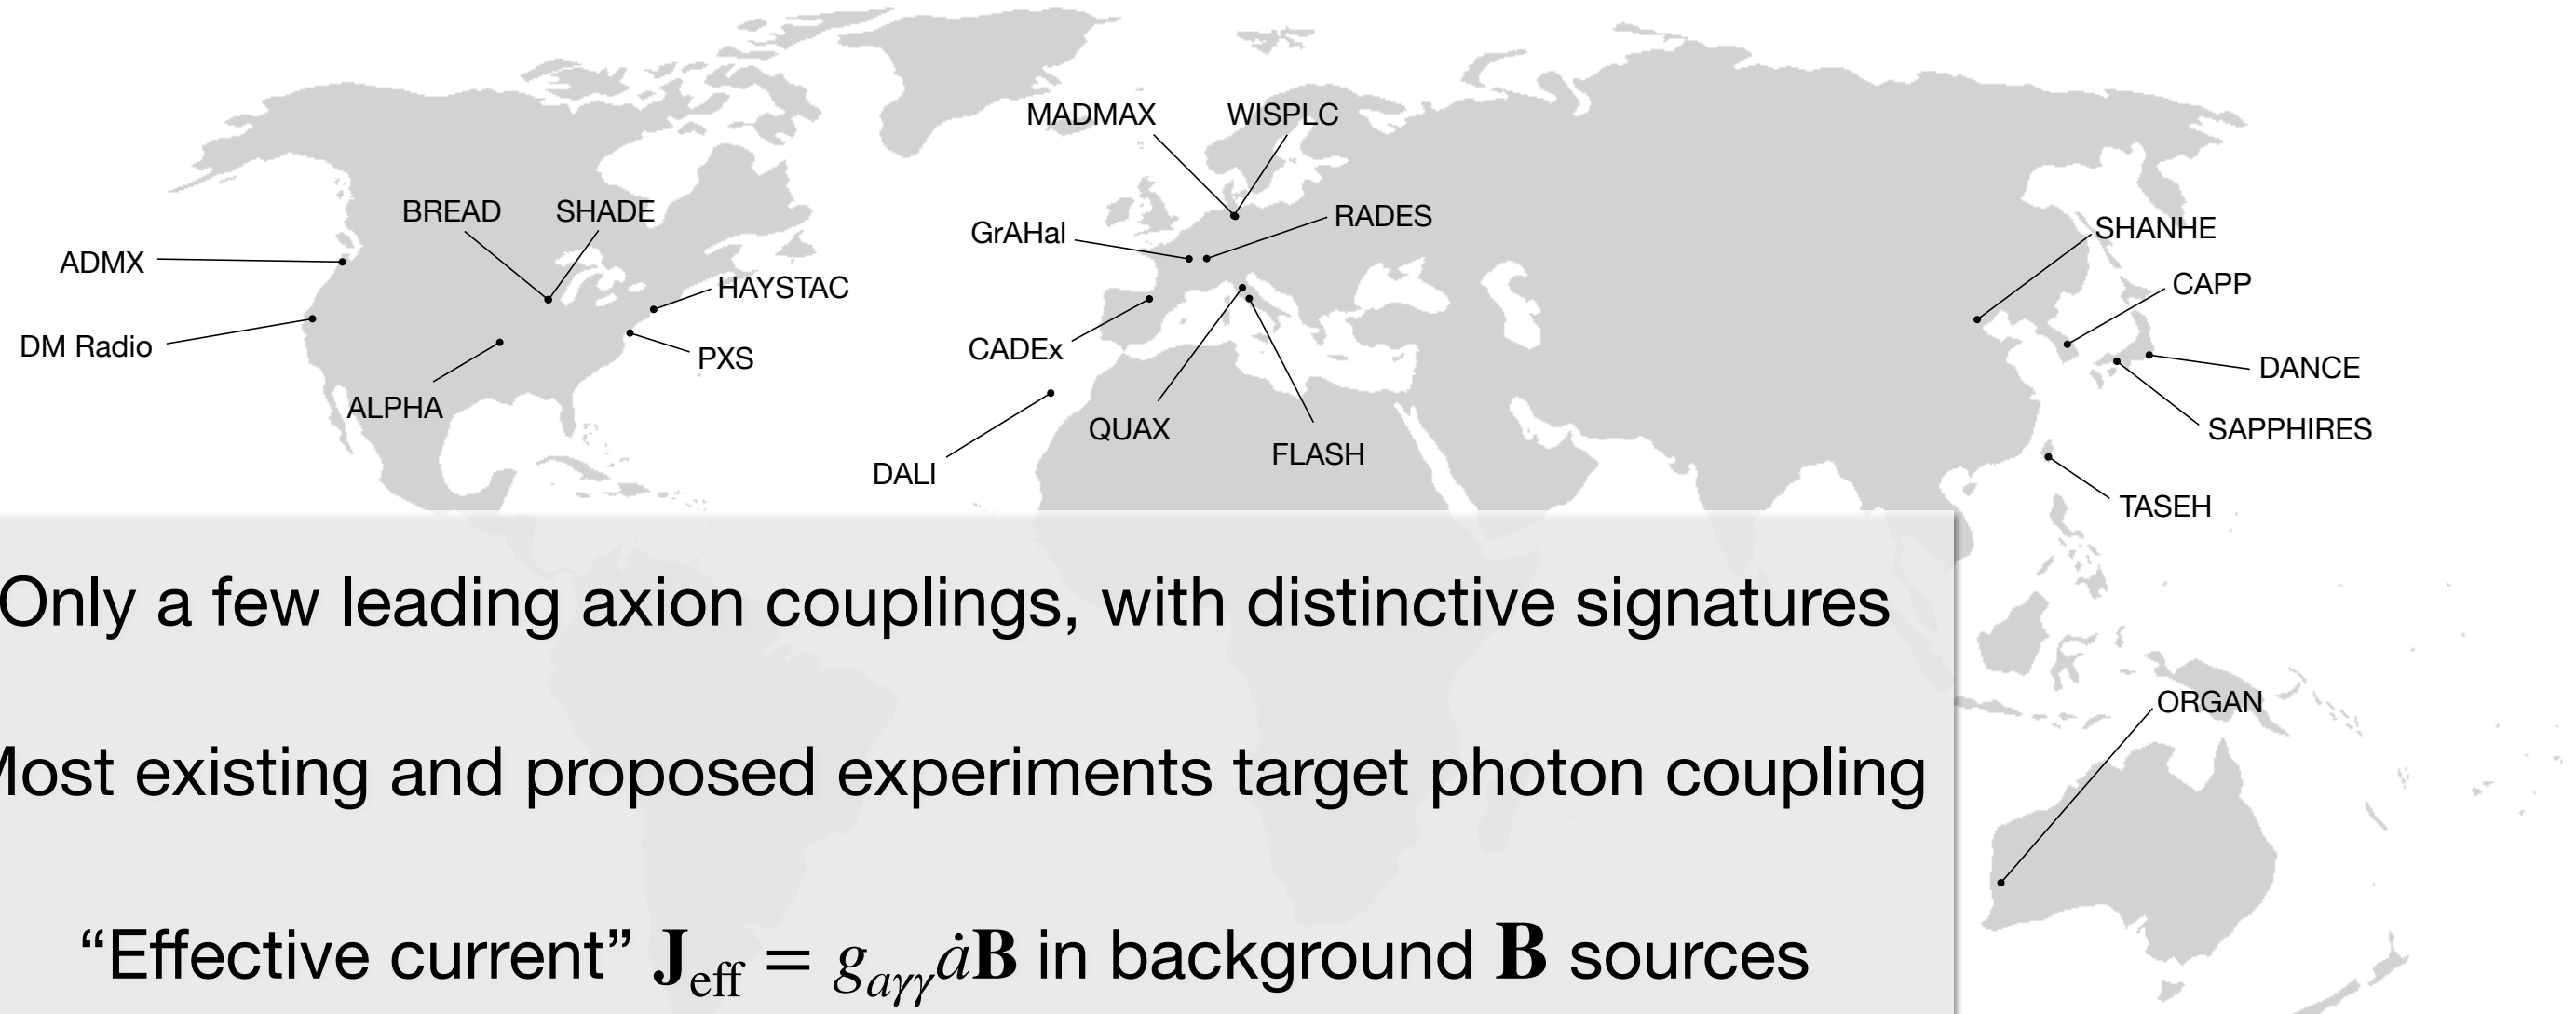 MADMAX
WISPLC
BREAD
SHADE
RADES
GrAHal
SHANHE
ADMX
HAYSTAC
CAPP
DM Radio
CADEx
PXS
DANCE
ALPHA
QUAX
SAPPHIRES
FLASH
DALI
TASEH
Only a few leading axion couplings, with distinctive signatures
ORGAN
Most existing and proposed experiments target photon coupling
“Effective current” 𝐉_eff = g_{aγγ}ȧ𝐁 in background 𝐁 sources